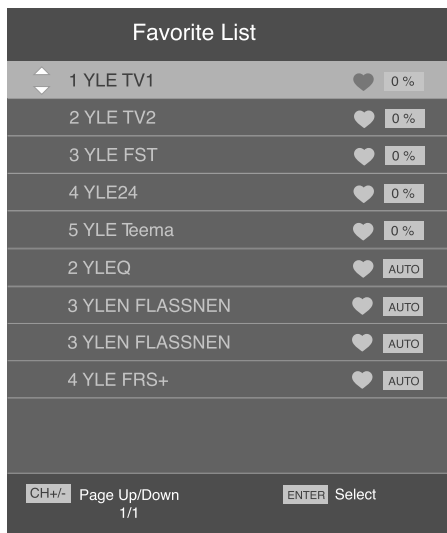 Favorite List
1 YLE TV1 0 %
2 YLE TV2 0 %
3 YLE FST 0 %
4 YLE24 0 %
5 YLE Teema 0 %
2 YLEQ AUTO
3 YLEN FLASSNEN AUTO
3 YLEN FLASSNEN AUTO
4 YLE FRS+ AUTO
CH+/- Page Up/Down ENTER Select
1/1